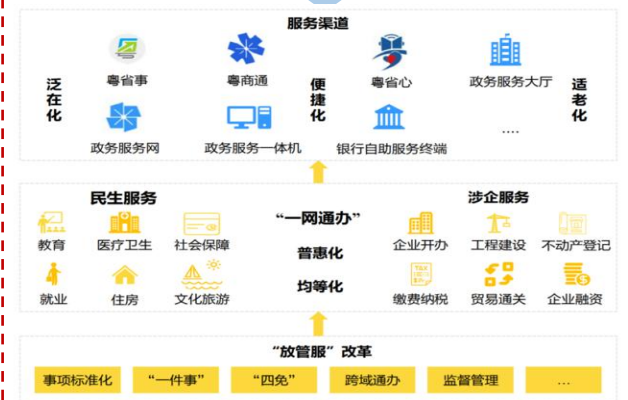 服务渠道
泛在化
粤省事
粤商通
便捷化
粤省心
政务服务大厅
适老化
政务服务网
政务服务一体机
银行自助服务终端
....
民生服务
“一网通办”
普惠化
均等化
涉企服务
教育
医疗卫生
社会保障
企业开办
工程建设
不动产登记
就业
住房
文化旅游
TAX
缴费纳税
贸易通关
企业融资
“放管服”改革
事项标准化
“一件事”
“四免”
跨域通办
监督管理
...